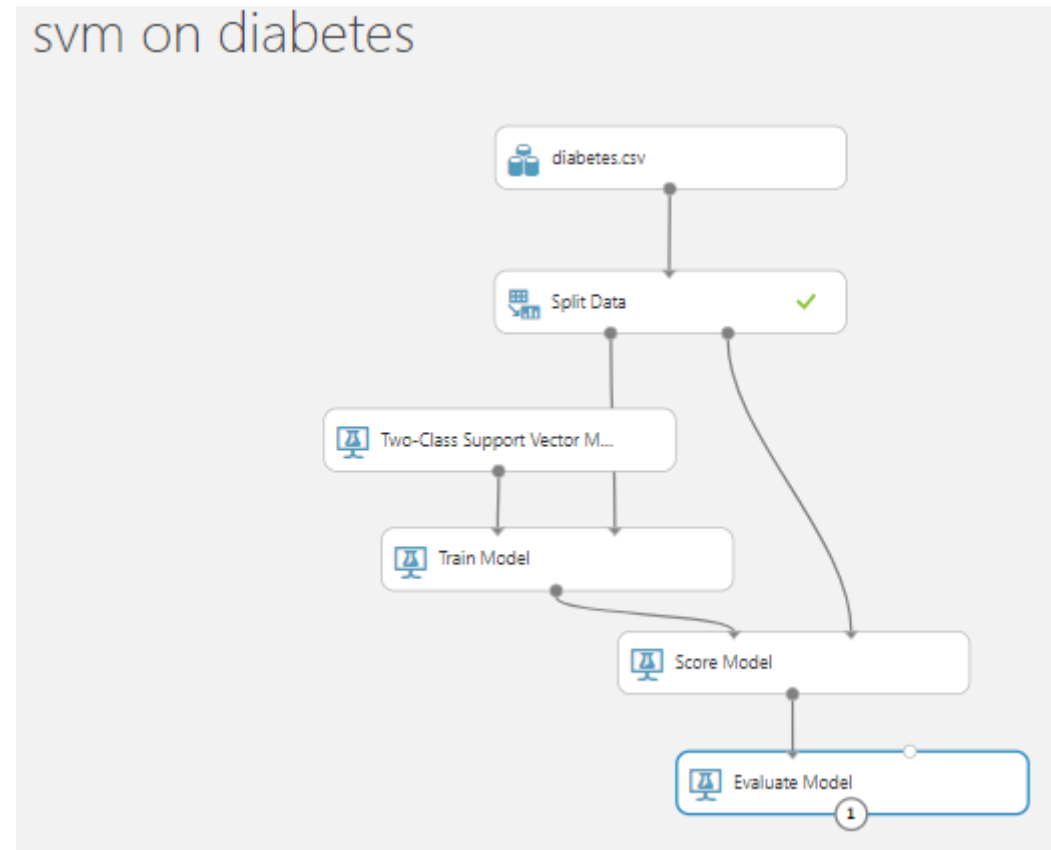 svm on diabetes
diabetes.csv
Split Data
Two-Class Support Vector M...
Train Model
Score Model
Evaluate Model
1